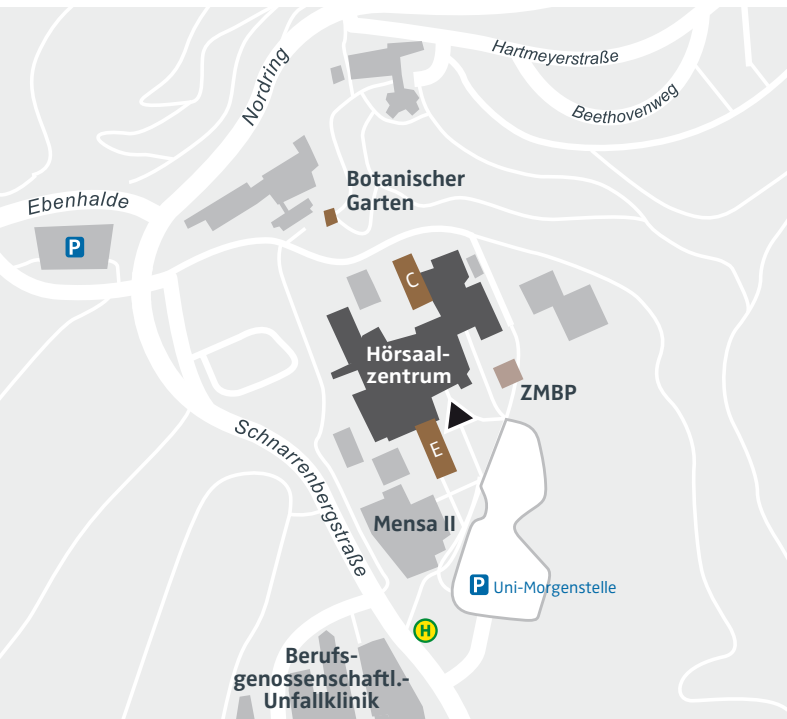 Hartmeyerstraße
Nordring
Beethovenweg
Botanischer
Garten
Ebenhalde
P
C
Hörsaal-
zentrum
ZMBP
E
Schnarrenbergstraße
Mensa II
P Uni-Morgenstelle
H
Berufs-
genossenschaftl.-
Unfallklinik